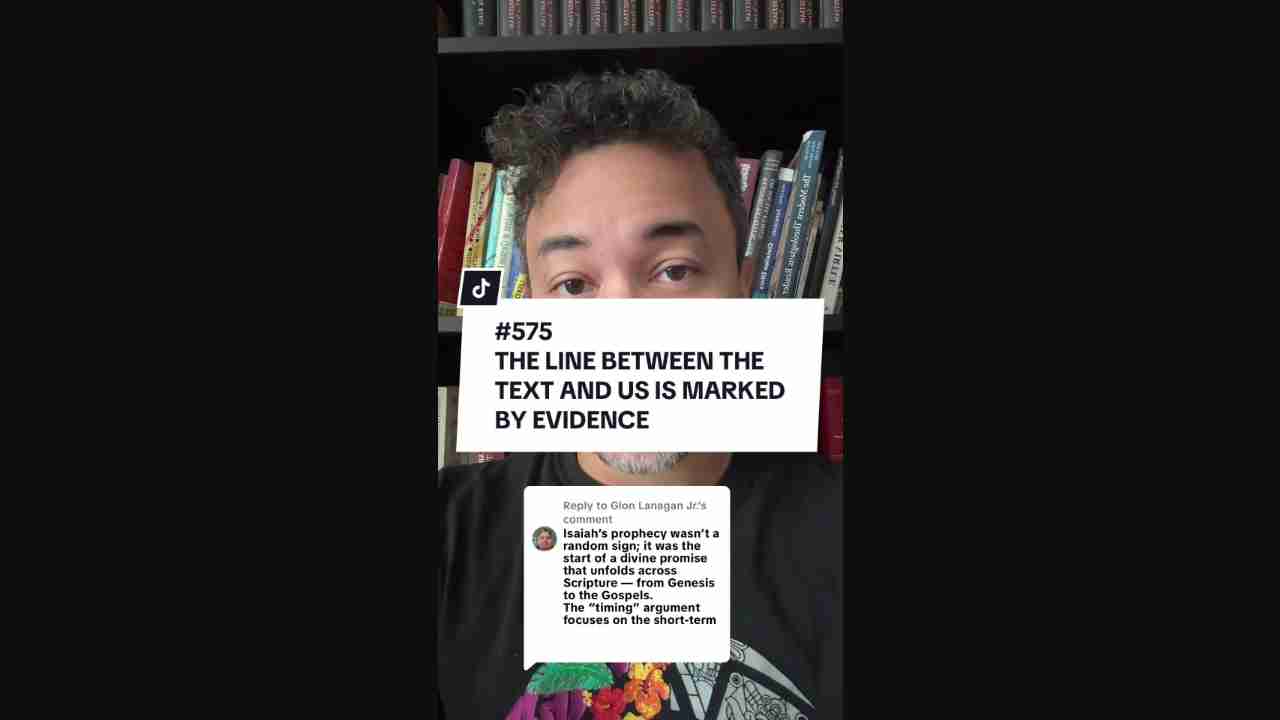 #575
THE LINE BETWEEN THE
TEXT AND US IS MARKED
BY EVIDENCE
Reply to Glon Lanagan Jr.'s
comment
Isaiah's prophecy wasn't a
random sign; it was the
start of a divine promise
that unfolds across
Scripture — from Genesis
to the Gospels.
The "timing" argument
focuses on the short-term